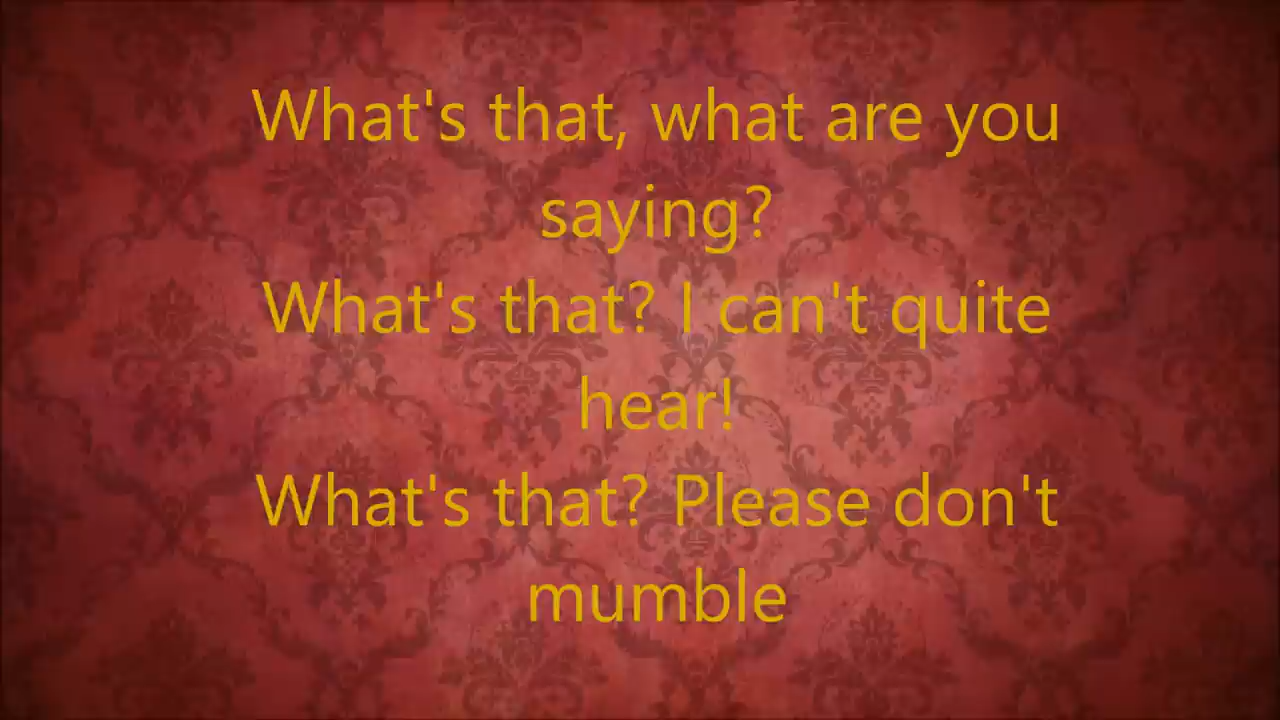 What's that, what are you
saying?
What's that? I can't quite
hear!
What's that? Please don't
mumble